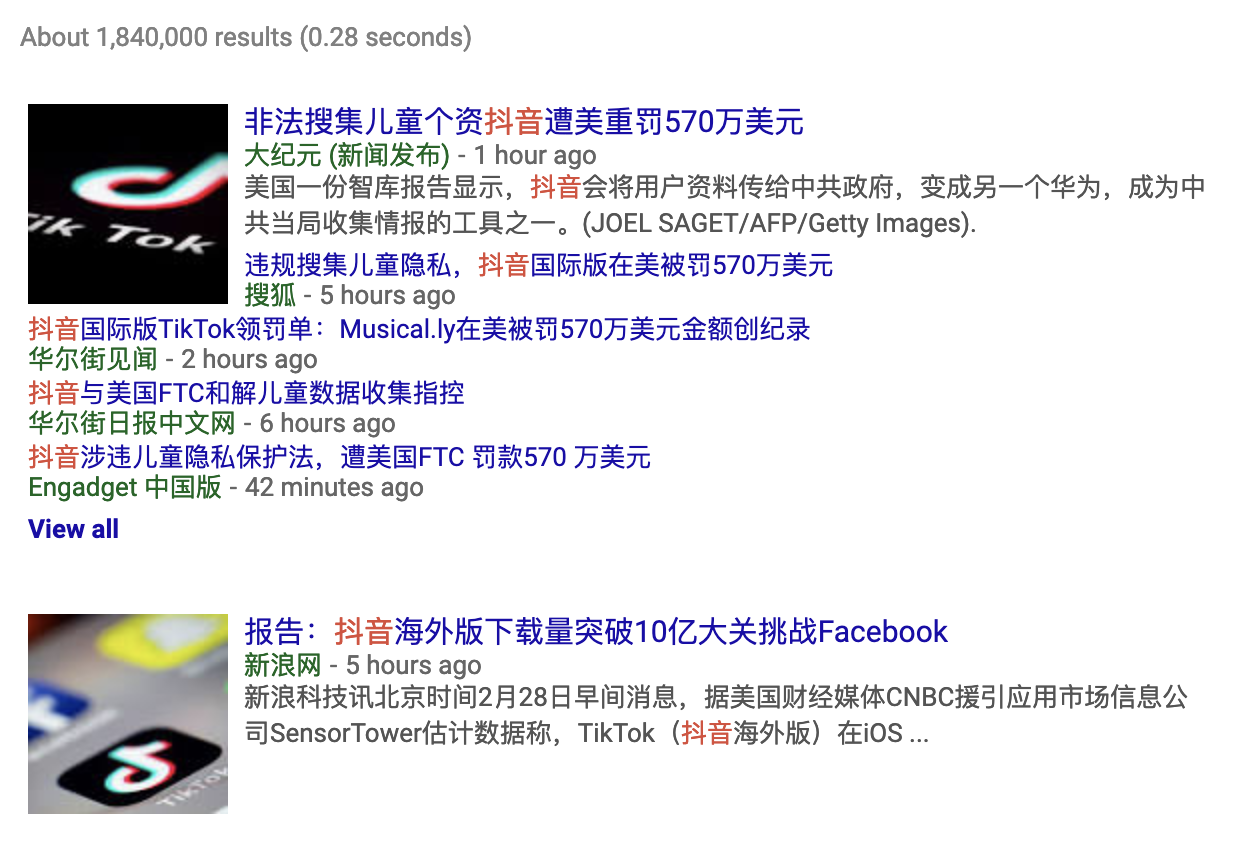 About 1,840,000 results (0.28 seconds)
非法搜集儿童个资抖音遭美重罚570万美元
大纪元 (新闻发布) - 1 hour ago
美国一份智库报告显示，抖音会将用户资料传给中共政府，变成另一个华为，成为中
共当局收集情报的工具之一。(JOEL SAGET/AFP/Getty Images).
Tik Tok
违规搜集儿童隐私，抖音国际版在美被罚570万美元
搜狐 - 5 hours ago
抖音国际版TikTok领罚单：Musical.ly在美被罚570万美元金额创纪录
华尔街见闻 - 2 hours ago
抖音与美国FTC和解儿童数据收集指控
华尔街日报中文网 - 6 hours ago
抖音涉违儿童隐私保护法，遭美国FTC 罚款570 万美元
Engadget 中国版 - 42 minutes ago
View all
报告：抖音海外版下载量突破10亿大关挑战Facebook
新浪网 - 5 hours ago
新浪科技讯北京时间2月28日早间消息，据美国财经媒体CNBC援引应用市场信息公
司SensorTower估计数据称，TikTok（抖音海外版）在iOS ...
TikTok